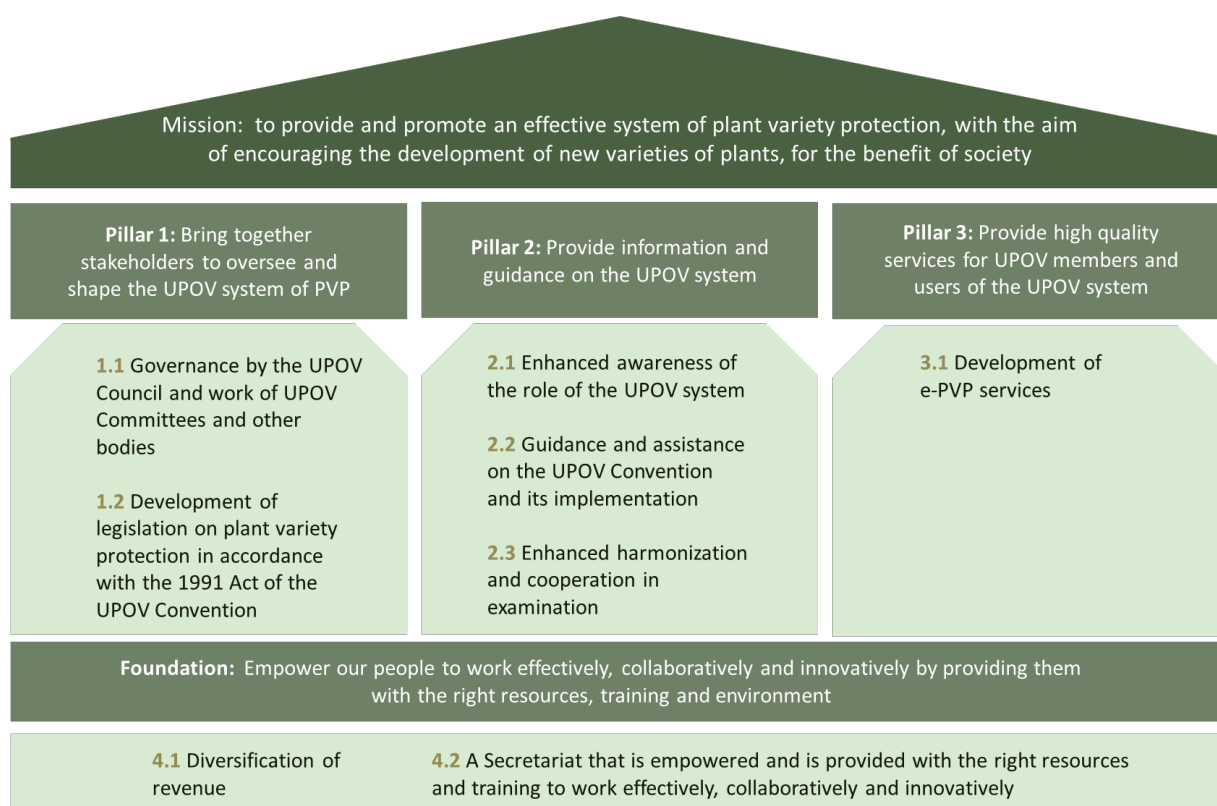 Mission: to provide and promote an effective system of plant variety protection, with the aim
of encouraging the development of new varieties of plants, for the benefit of society
Pillar 1: Bring together
stakeholders to oversee and
shape the UPOV system of PVP
1.1 Governance by the UPOV
Council and work of UPOV
Committees and other
bodies
1.2 Development of
legislation on plant variety
protection in accordance
with the 1991 Act of the
UPOV Convention
Pillar 2: Provide information and
guidance on the UPOV system
2.1 Enhanced awareness of
the role of the UPOV system
2.2 Guidance and assistance
on the UPOV Convention
and its implementation
2.3 Enhanced harmonization
and cooperation in
examination
Pillar 3: Provide high quality
services for UPOV members and
users of the UPOV system
3.1 Development of
e-PVP services
Foundation: Empower our people to work effectively, collaboratively and innovatively by providing them
with the right resources, training and environment
4.1 Diversification of
revenue
4.2 A Secretariat that is empowered and is provided with the right resources
and training to work effectively, collaboratively and innovatively